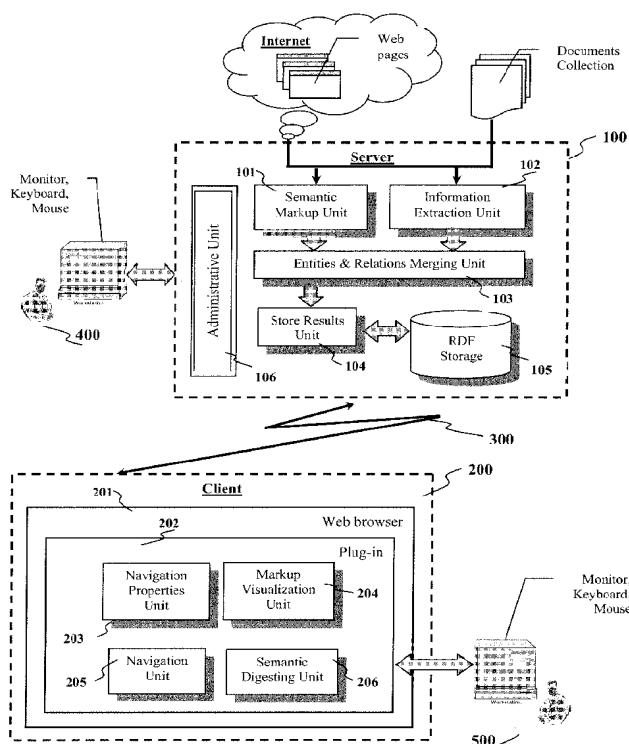 Internet
Web
pages
Documents
Collection
100
Server
101
102
Monitor,
Keyboard,
Mouse
Semantic
Markup Unit
Information
Extraction Unit
Administrative Unit
Entities & Relations Merging Unit
103
400
Store Results
Unit
RDF
Storage
104
105
106
300
200
Client
201
Web browser
202
Plug-in
Navigation
Properties
Unit
Markup
Visualization
Unit
203
204
Monitor,
Keyboard,
Mouse
Navigation
Unit
Semantic
Digesting Unit
205
206
Workstation
500